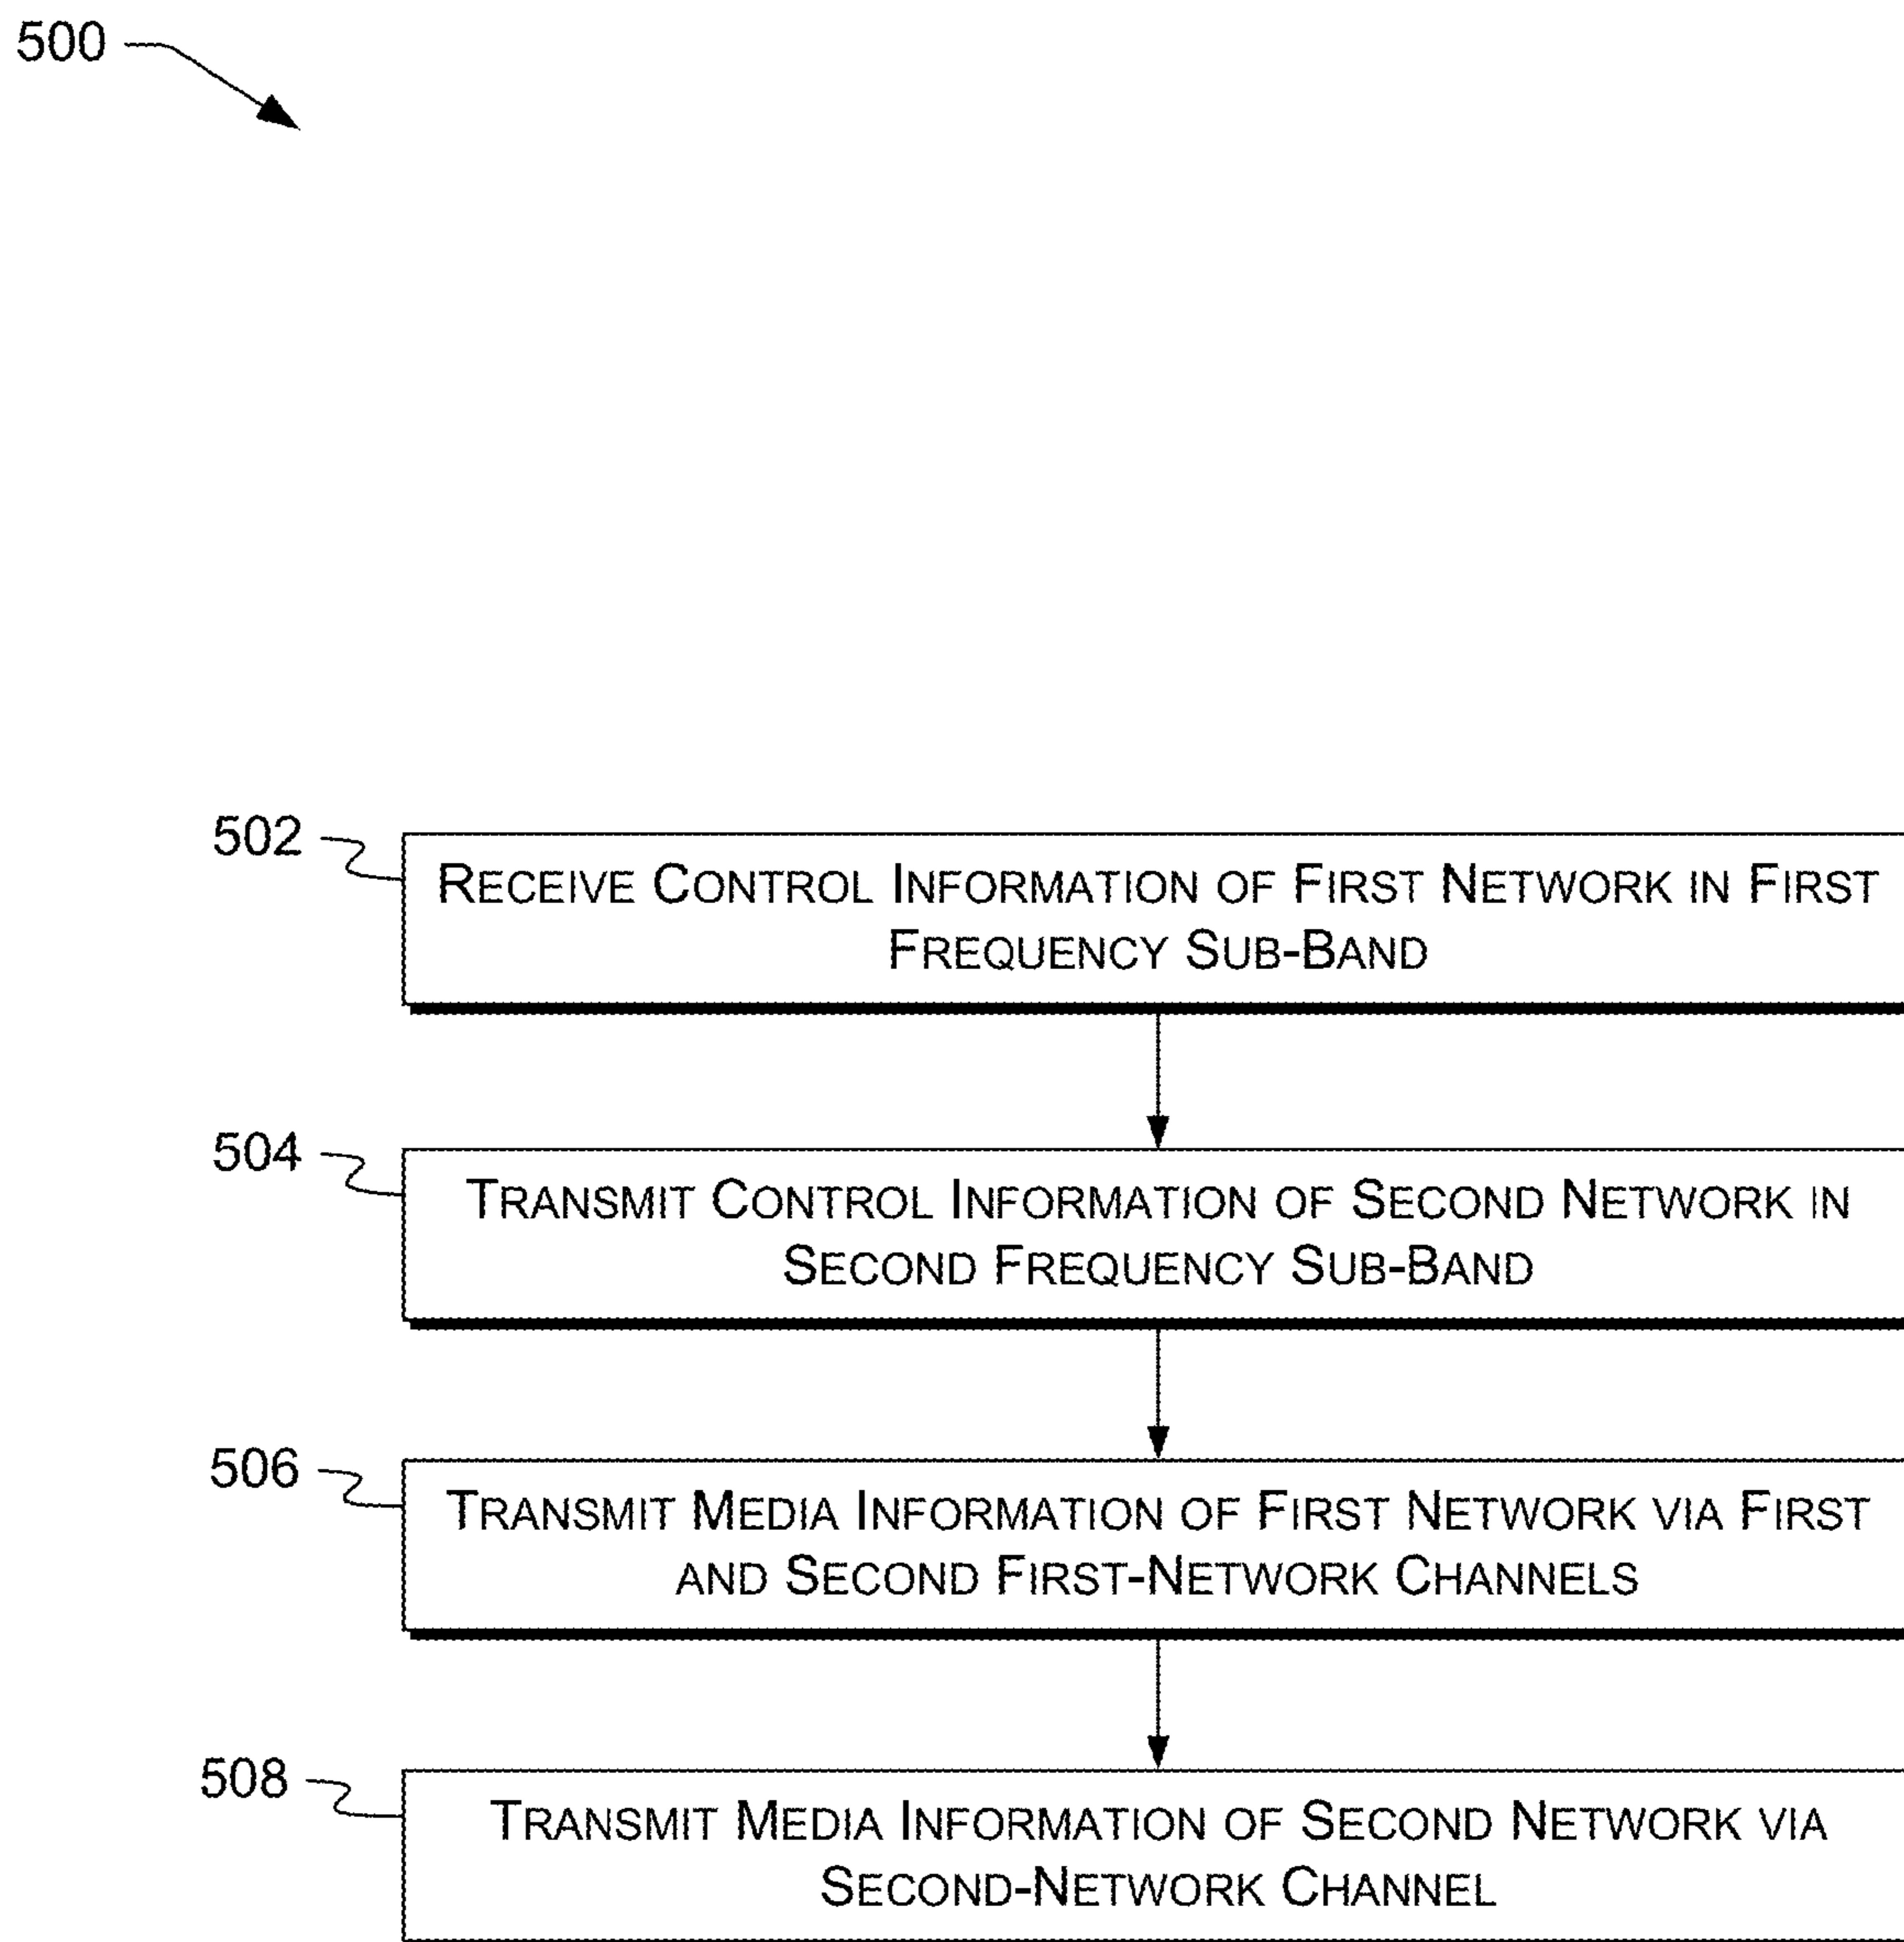 500
502
RECEIVE CONTROL INFORMATION OF FIRST NETWORK IN FIRST
FREQUENCY SUB-BAND
504
TRANSMIT CONTROL INFORMATION OF SECOND NETWORK IN
SECOND FREQUENCY SUB-BAND
506
TRANSMIT MEDIA INFORMATION OF FIRST NETWORK VIA FIRST
AND SECOND FIRST-NETWORK CHANNELS
508
TRANSMIT MEDIA INFORMATION OF SECOND NETWORK VIA
SECOND-NETWORK CHANNEL